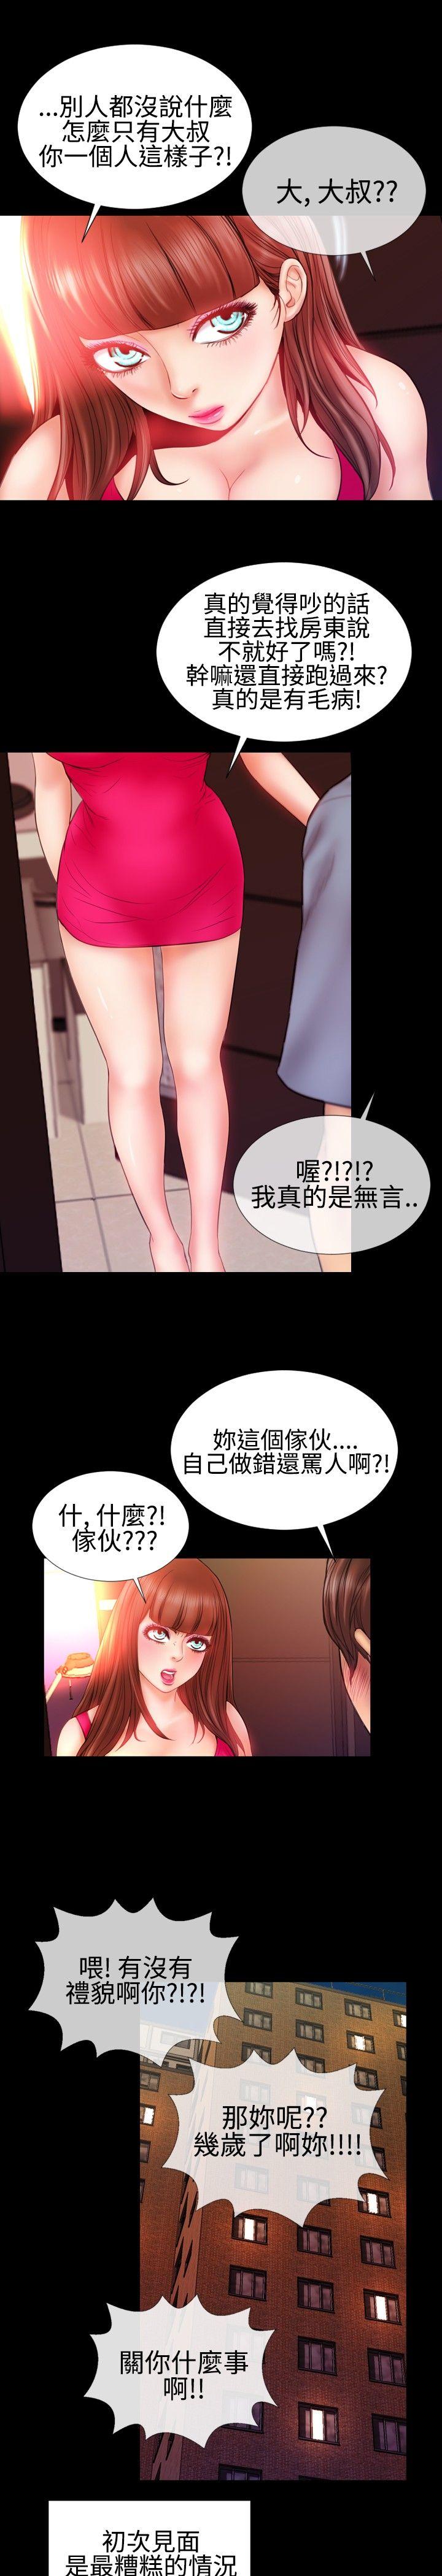 ...別人都沒說什麼
怎麼只有大叔
你一個人這樣子?!
大, 大叔??
真的覺得吵的話
直接去找房東說
不就好了嗎?!
幹嘛還直接跑過來?
真的是有毛病!
喔?!?!?
我真的是無言..
妳這個傢伙....
自己做錯還罵人啊?!
什, 什麼?!
傢伙???
喂! 有沒有
禮貌啊你?!?!
那妳呢??
幾歲了啊妳!!!!
關你什麼事
啊!!
初次見面
是最糟糕的情況